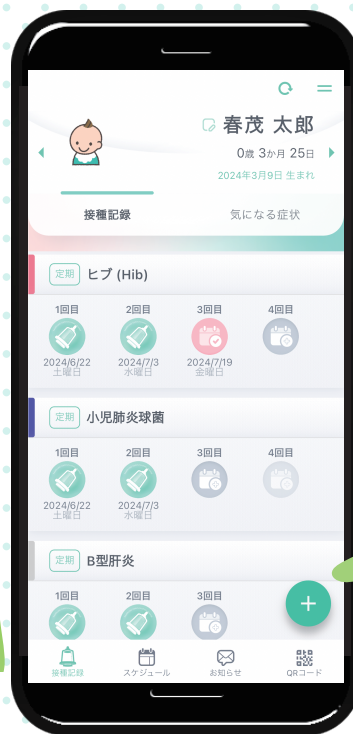 春茂 太郎
0歳 3か月 25日
2024年3月9日 生まれ
接種記録 気になる症状
定期 ヒブ (Hib)
1回目 2回目 3回目 4回目
2024/6/22 2024/7/3 2024/7/19
土曜日 水曜日 金曜日
定期 小児肺炎球菌
1回目 2回目 3回目 4回目
2024/6/22 2024/7/3
土曜日 水曜日
定期 B型肝炎
1回目 2回目 3回目
接種記録 スケジュール お知らせ QRコード